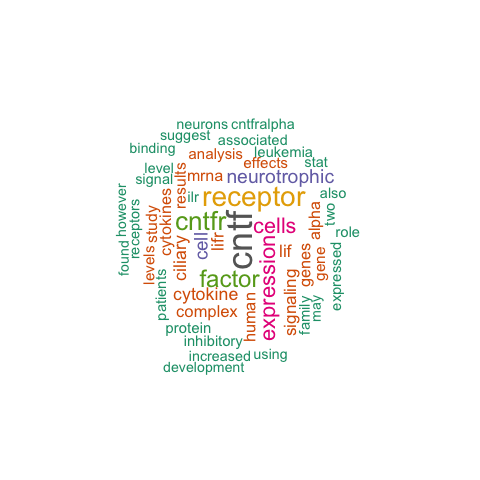 neurons cntfralpha
suggest associated
binding leukemia
analysis effects stat
level mrna neurotrophic
signal results
ilr receptor also
however cytokines cntfr cells alpha two
receptors study cell lifr cntf lif role
found levels ciliary factor expression genes gene expressed
patients cytokine signaling
complex human family may
protein
inhibitory
increased using
development